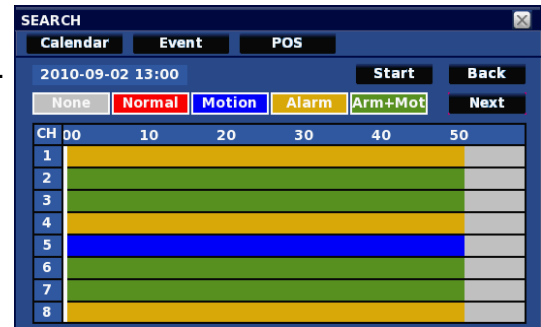 SEARCH
Calendar Event POS
2010-09-02 13:00 Start Back
None Normal Motion Alarm Arm+Mot Next
CH 00 10 20 30 40 50
1
2
3
4
5
6
7
8